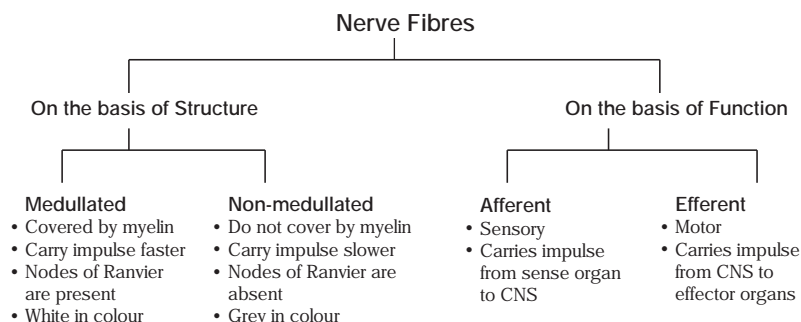 Nerve Fibres
On the basis of Structure
On the basis of Function
Medullated
• Covered by myelin
• Carry impulse faster
• Nodes of Ranvier
are present
• White in colour
Non-medullated
• Do not cover by myelin
• Carry impulse slower
• Nodes of Ranvier are
absent
• Grey in colour
Afferent
• Sensory
• Carries impulse
from sense organ
to CNS
Efferent
• Motor
• Carries impulse
from CNS to
effector organs